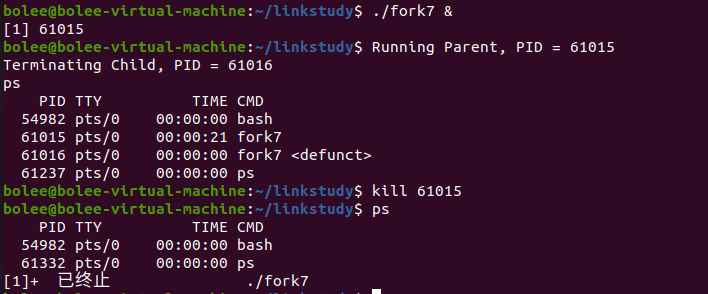 bolee@bolee-virtual-machine:~/linkstudy$ ./fork7 &
[1] 61015
bolee@bolee-virtual-machine:~/linkstudy$ Running Parent, PID = 61015
Terminating Child, PID = 61016
ps
    PID TTY          TIME CMD
  54982 pts/0    00:00:00 bash
  61015 pts/0    00:00:21 fork7
  61016 pts/0    00:00:00 fork7 <defunct>
  61237 pts/0    00:00:00 ps
bolee@bolee-virtual-machine:~/linkstudy$ kill 61015
bolee@bolee-virtual-machine:~/linkstudy$ ps
    PID TTY          TIME CMD
  54982 pts/0    00:00:00 bash
  61332 pts/0    00:00:00 ps
[1]+  已终止               ./fork7